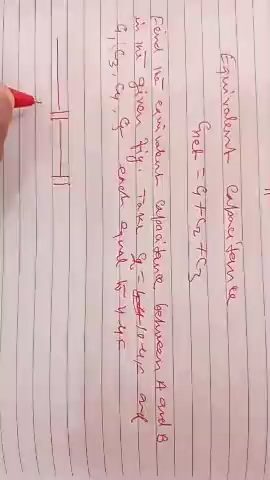 Equivalent Capacitance
Cnet = C1 + C2 + C3
Find the equivalent capacitance between A and B
in the given fig. Take C2 = 10 μF and
C1, C3, C4, C5 each equal to 4 μF